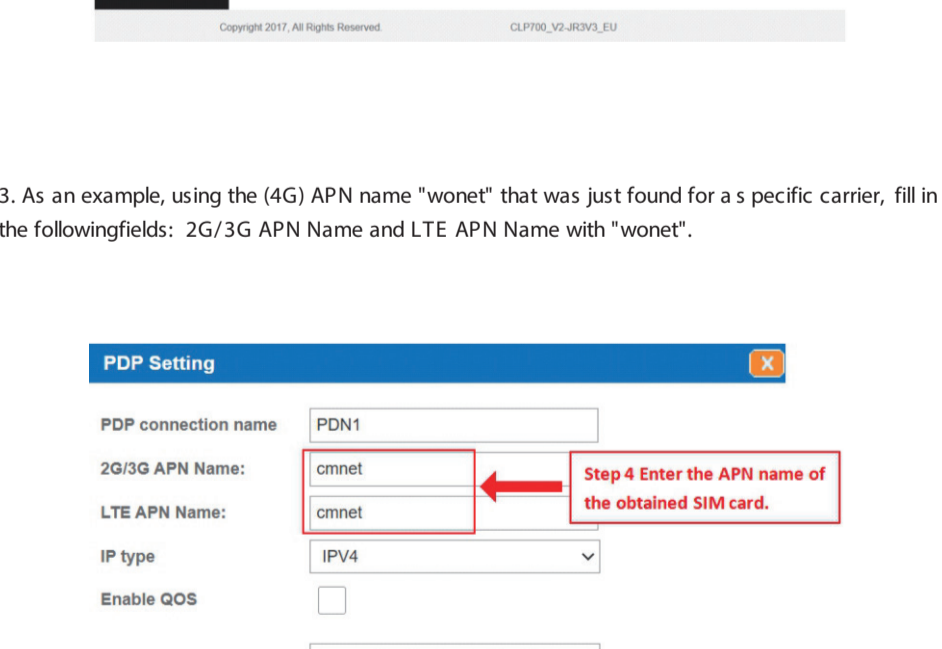 Copyright 2017, All Rights Reserved. CLP700_V2-JR3V3_EU
3. As an example, using the (4G) APN name "wonet" that was just found for a s pecific carrier, fill in
the followingfields: 2G/3G APN Name and LTE APN Name with "wonet".
PDP Setting X
PDP connection name PDN1
2G/3G APN Name: cmnet
Step 4 Enter the APN name of
the obtained SIM card.
LTE APN Name: cmnet
IP type IPV4
Enable QOS